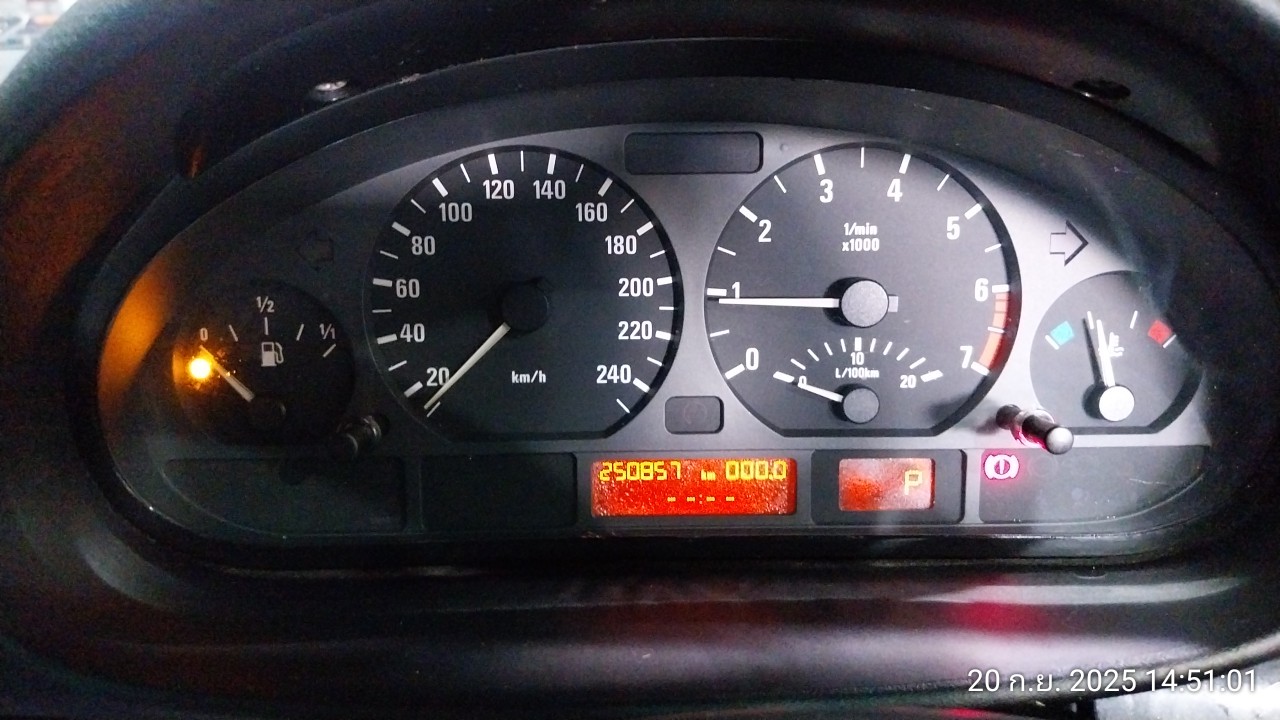 0 1/2 1/1
20 40 60 80 100 120 140 160 180 200 220 240
km/h
0 1 2 3 4 5 6 7
1/min
x1000
0 10 20
L/100km
250857 km 000.0
- - - -
P
20 ก.ย. 2025 14:51:01